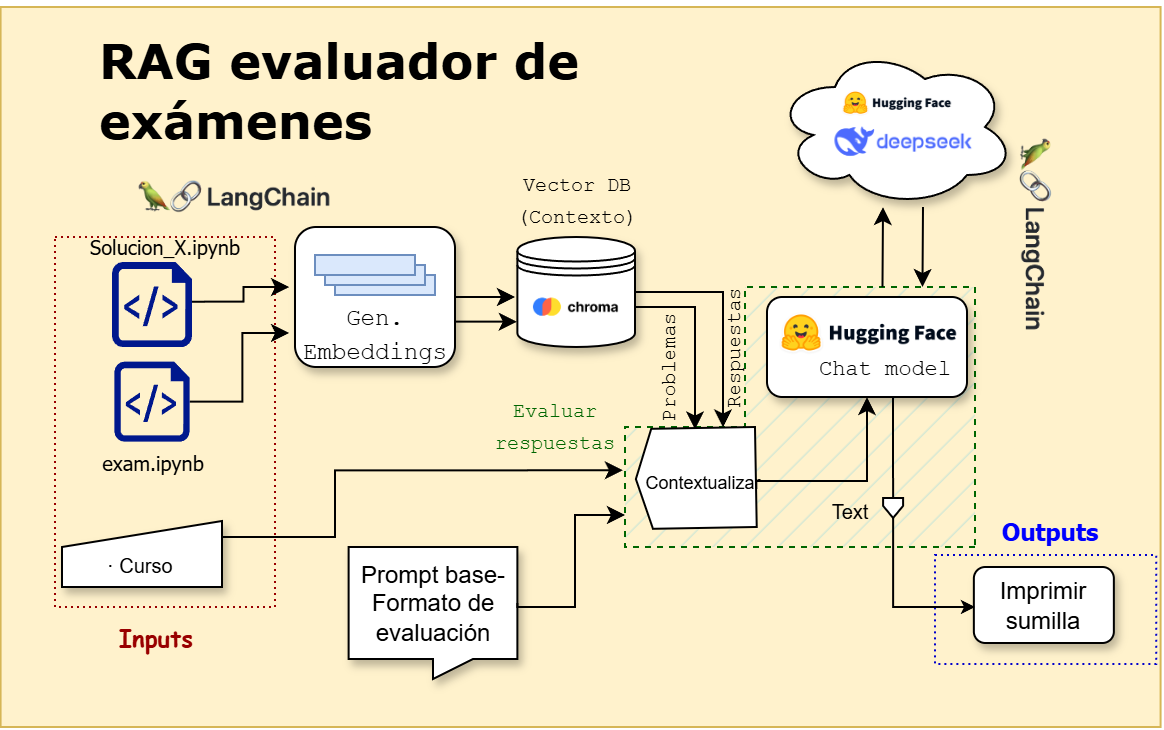 RAG evaluador de
exámenes
Hugging Face
deepseek
LangChain
LangChain
Vector DB
(Contexto)
Solucion_X.ipynb
</>
Gen.
Embeddings
chroma
Problemas
Respuestas
Hugging Face
Chat model
</>
exam.ipynb
Evaluar
respuestas
Contextualizar
Text
· Curso
Inputs
Prompt base-
Formato de
evaluación
Outputs
Imprimir
sumilla